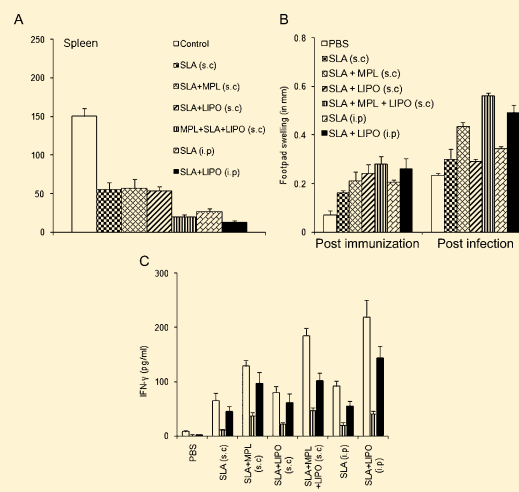 A
Spleen
250
200
150
100
50
0
Control
SLA (s.c)
SLA+MPL (s.c)
SLA+LIPO (s.c)
MPL+SLA+LIPO (s.c)
SLA (i.p)
SLA+LIPO (i.p)
B
Footpad swelling (in mm)
0.8
0.6
0.4
0.2
0
PBS
SLA (s.c)
SLA + MPL (s.c)
SLA + LIPO (s.c)
SLA + MPL + LIPO (s.c)
SLA (i.p)
SLA + LIPO (i.p)
Post immunization
Post infection
C
IFN-γ (pg/ml)
300
200
100
0
PBS
SLA (s.c)
SLA+MPL
(s.c)
SLA+LIPO
(s.c)
SLA+MPL
+LIPO (s.c)
SLA (i.p)
SLA+LIPO
(i.p)